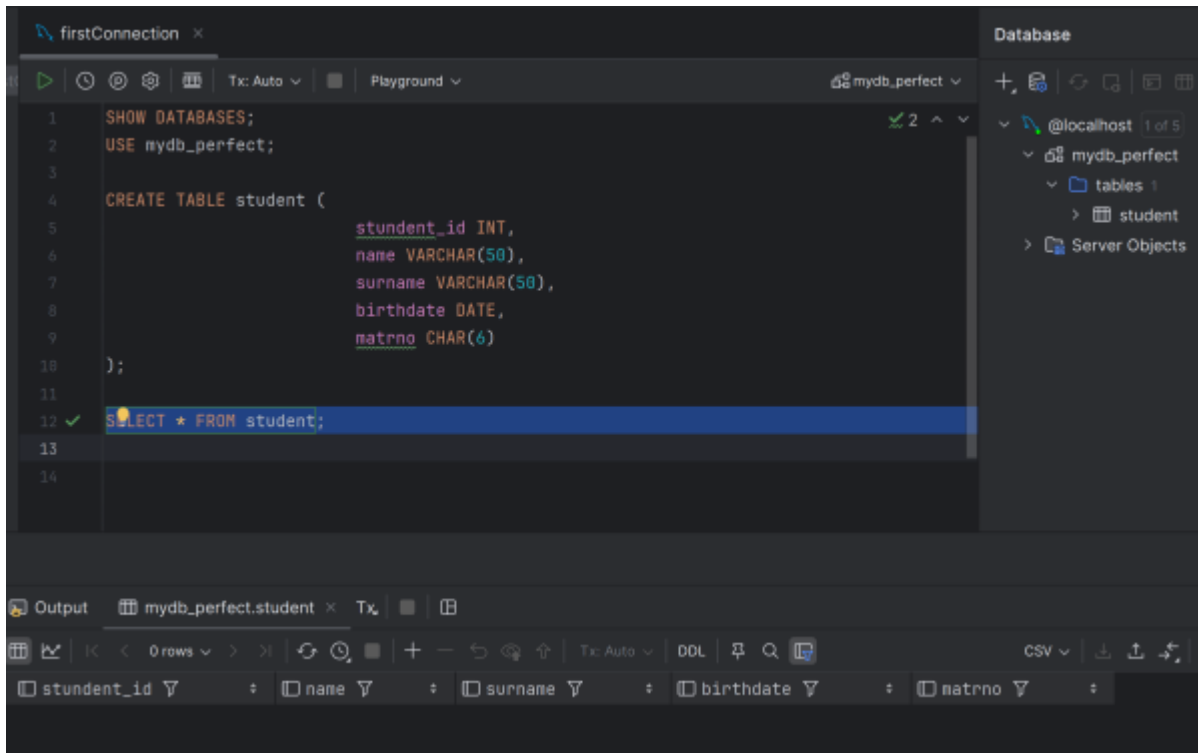 firstConnection
Database
Tx: Auto
Playground
mydb_perfect
1 SHOW DATABASES;
2 USE mydb_perfect;
3
4 CREATE TABLE student (
5 stundent_id INT,
6 name VARCHAR(50),
7 surname VARCHAR(50),
8 birthdate DATE,
9 matrno CHAR(6)
10 );
11
12 SELECT * FROM student;
13
14
2
@localhost 1 of 5
mydb_perfect
tables 1
student
Server Objects
Output
mydb_perfect.student
Tx
0 rows
Tx: Auto
DDL
CSV
stundent_id name surname birthdate matrno